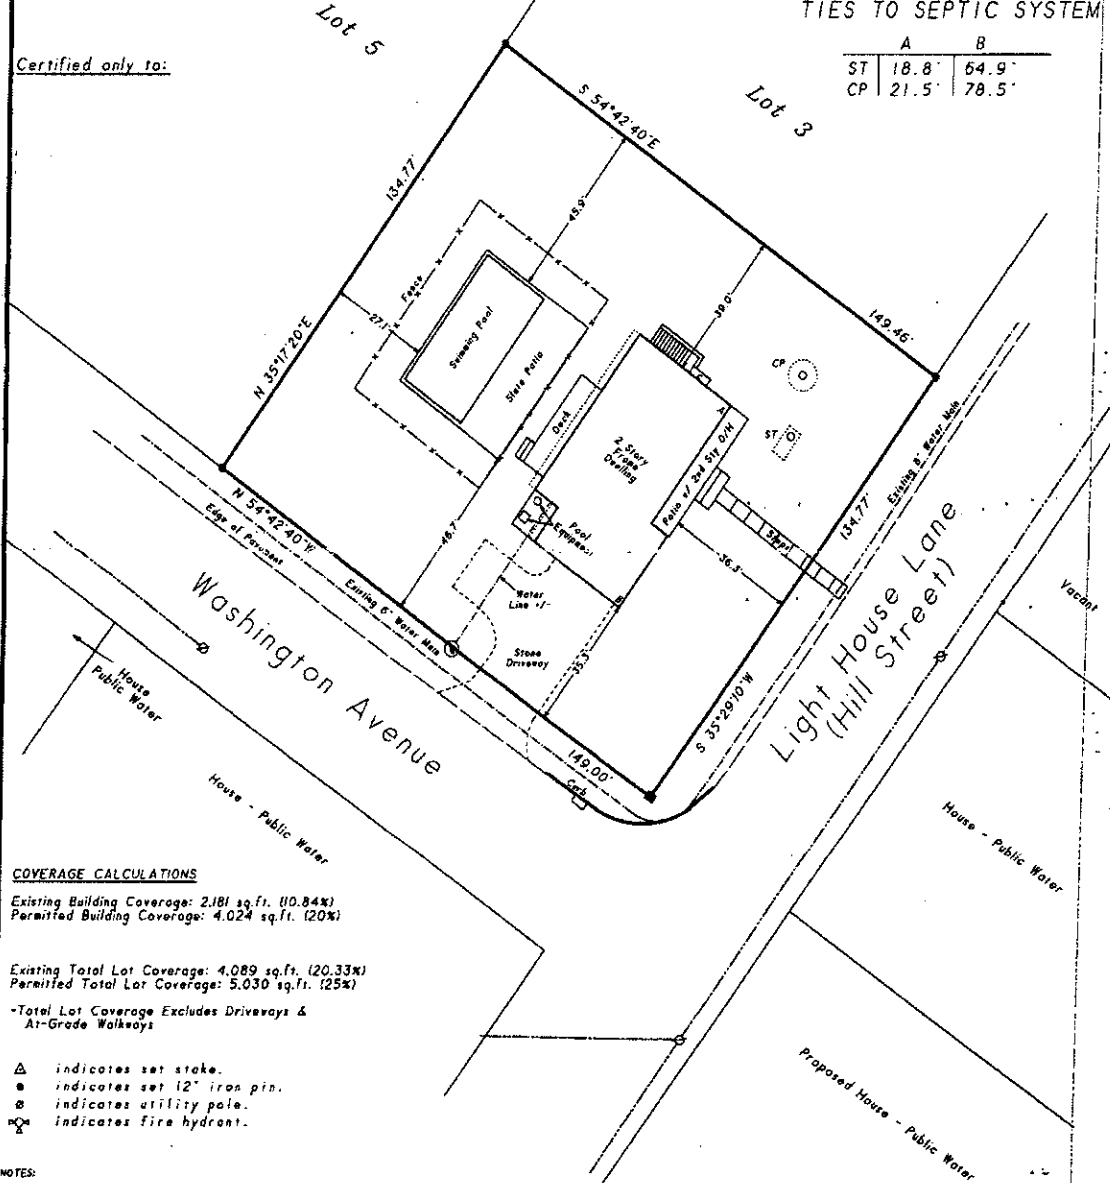 TIES TO SEPTIC SYSTEM
A B
ST 18.8' 64.9'
CP 21.5' 78.5'
Lot 5
Certified only to:
Lot 3
S 54°42'40"E
134.77'
45.9'
Fence
27.1'
Swimming Pool
Slate Patio
39.0'
149.46'
N 35°17'20"E
CP
Deck
A
ST
2 Story
Frame
Dwelling
Patio w/ 2nd Sty O/H
Existing 8" Water Main
N 54°42'40"W
Edge of Pavement
Pool
Equipment
46.7'
Steps
134.77'
36.3'
Water
Line +/-
B
Existing 6" Water Main
Stone
Driveway
35.3'
Washington Avenue
Light House Lane
(Hill Street)
Vacant
House
Public Water
S 35°29'10"W
149.00'
Curb
House - Public Water
House - Public Water
COVERAGE CALCULATIONS
Existing Building Coverage: 2,181 sq.ft. (10.84%)
Permitted Building Coverage: 4,024 sq.ft. (20%)
Existing Total Lot Coverage: 4,089 sq.ft. (20.33%)
Permitted Total Lot Coverage: 5,030 sq.ft. (25%)
-Total Lot Coverage Excludes Driveways &
At-Grade Walkways
indicates set stake.
indicates set 12" iron pin.
indicates utility pole.
indicates fire hydrant.
Proposed House - Public Water
NOTES: